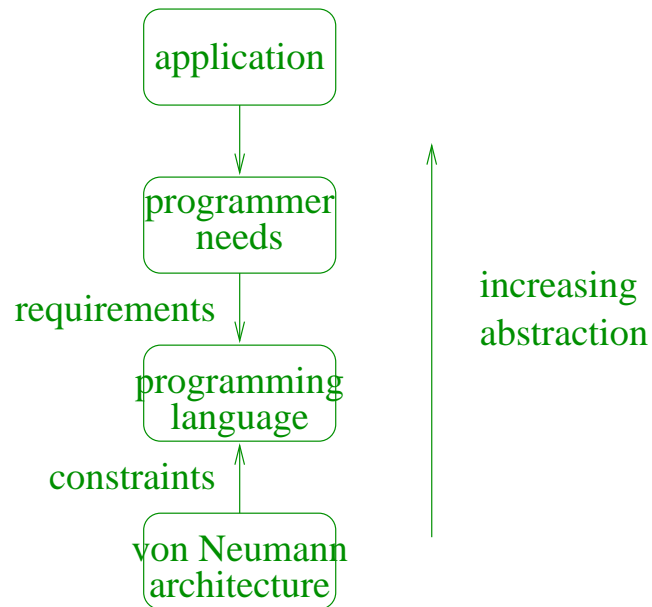 application
programmer
needs
requirements
increasing
abstraction
programming
language
constraints
von Neumann
architecture